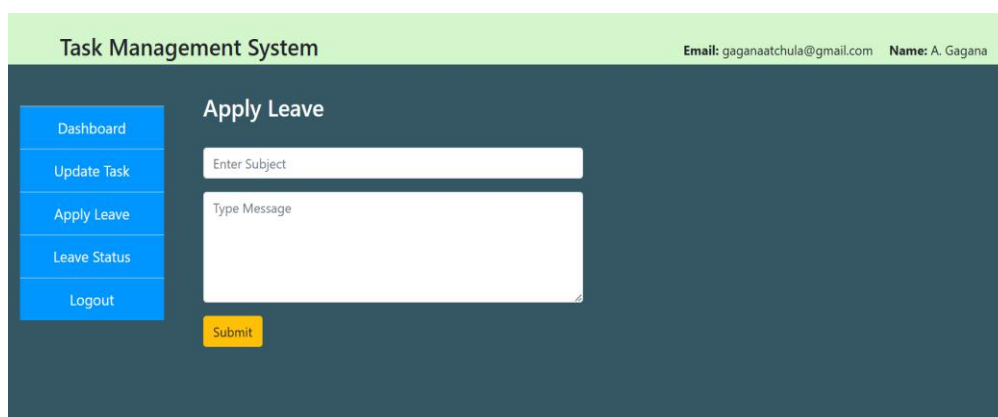 Task Management System
Email: gaganaatchula@gmail.com Name: A. Gagana
Dashboard
Update Task
Apply Leave
Leave Status
Logout
Apply Leave
Enter Subject
Type Message
Submit